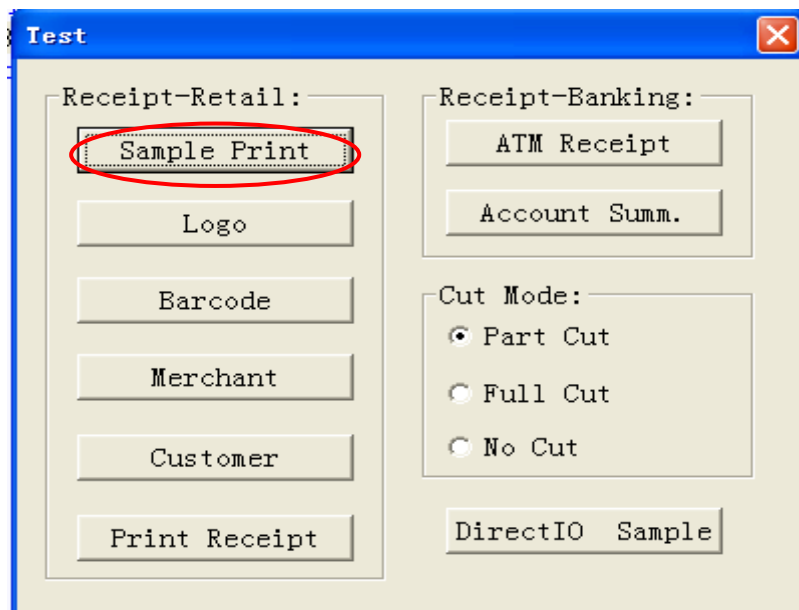 Test
Receipt-Retail:
Sample Print
Logo
Barcode
Merchant
Customer
Print Receipt
Receipt-Banking:
ATM Receipt
Account Summ.
Cut Mode:
Part Cut
Full Cut
No Cut
DirectIO Sample